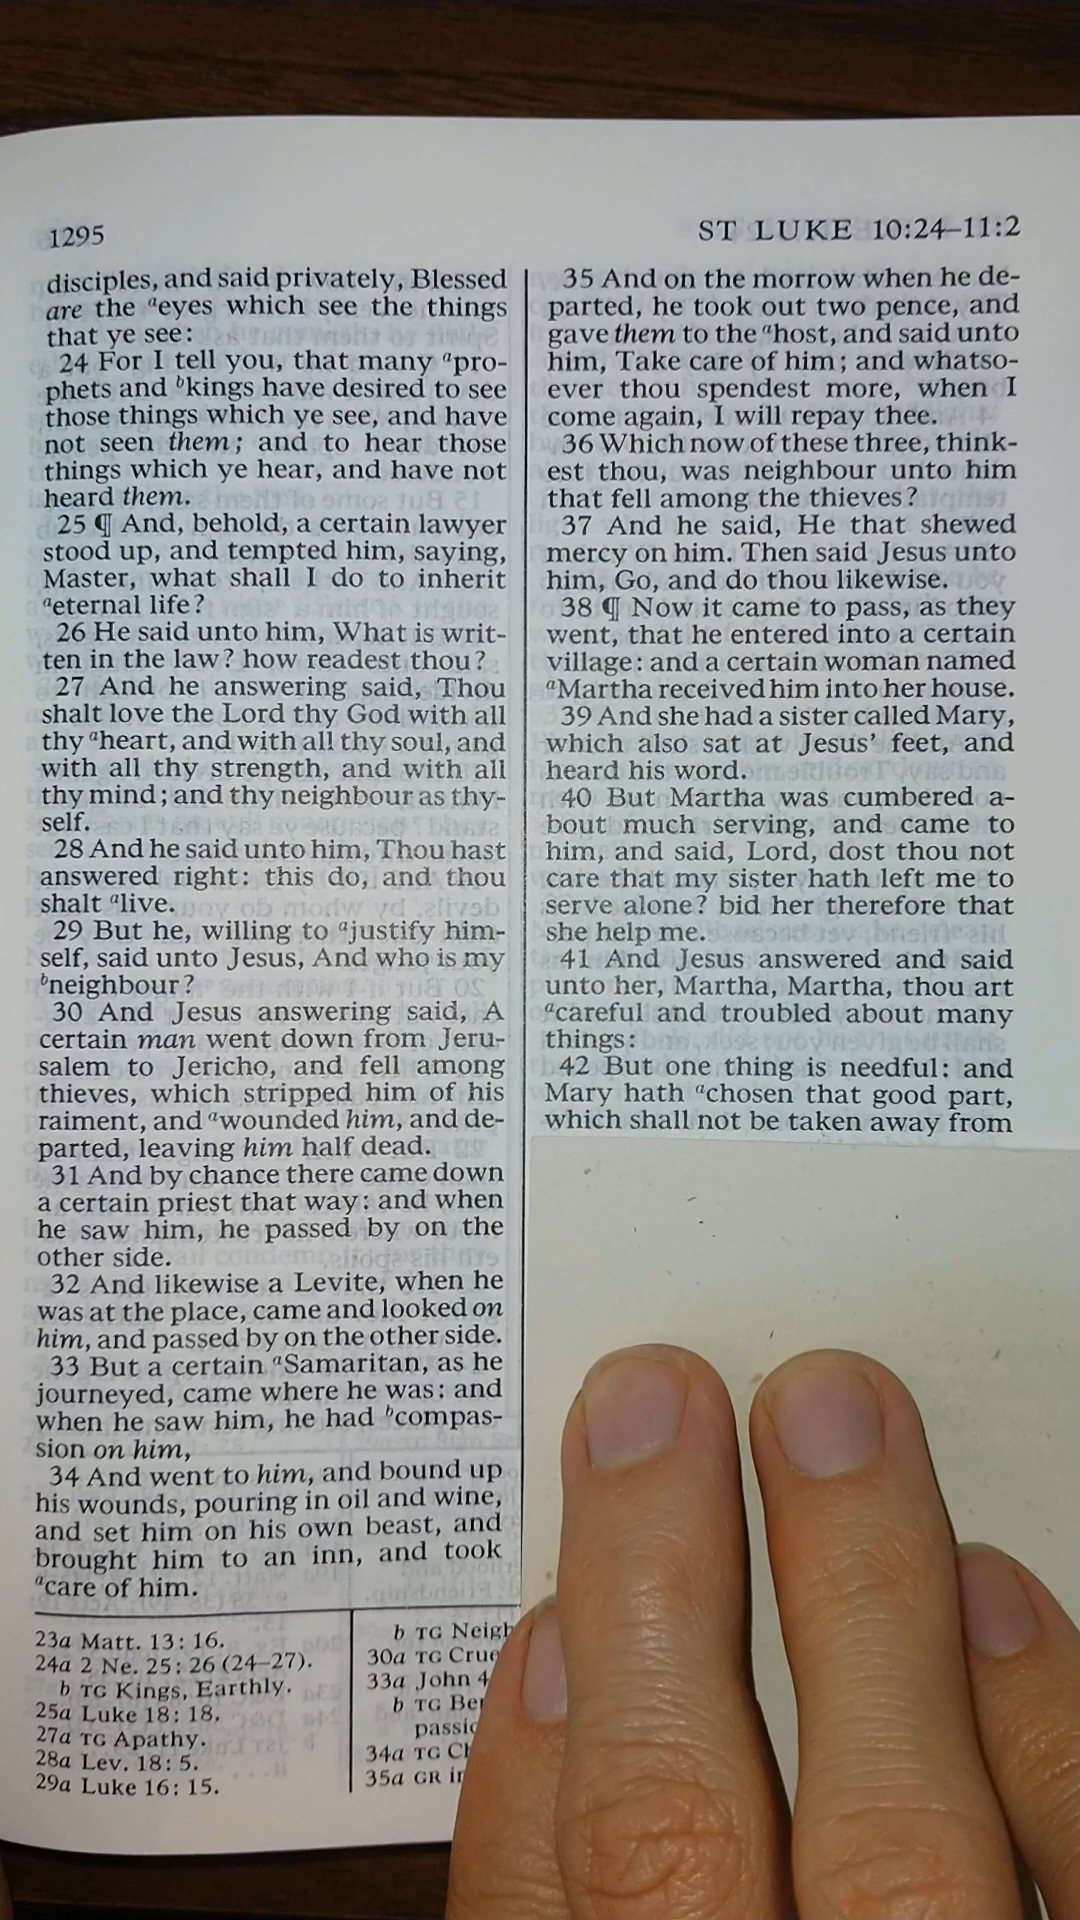 1295
ST LUKE 10:24–11:2
disciples, and said privately, Blessed
are the ᵃeyes which see the things
that ye see:
24 For I tell you, that many ᵃpro-
phets and ᵇkings have desired to see
those things which ye see, and have
not seen them; and to hear those
things which ye hear, and have not
heard them.
25 ¶ And, behold, a certain lawyer
stood up, and tempted him, saying,
Master, what shall I do to inherit
ᵃeternal life?
26 He said unto him, What is writ-
ten in the law? how readest thou?
27 And he answering said, Thou
shalt love the Lord thy God with all
thy ᵃheart, and with all thy soul, and
with all thy strength, and with all
thy mind; and thy neighbour as thy-
self.
28 And he said unto him, Thou hast
answered right: this do, and thou
shalt ᵃlive.
29 But he, willing to ᵃjustify him-
self, said unto Jesus, And who is my
ᵇneighbour?
30 And Jesus answering said, A
certain man went down from Jeru-
salem to Jericho, and fell among
thieves, which stripped him of his
raiment, and ᵃwounded him, and de-
parted, leaving him half dead.
31 And by chance there came down
a certain priest that way: and when
he saw him, he passed by on the
other side.
32 And likewise a Levite, when he
was at the place, came and looked on
him, and passed by on the other side.
33 But a certain ᵃSamaritan, as he
journeyed, came where he was: and
when he saw him, he had ᵇcompas-
sion on him,
34 And went to him, and bound up
his wounds, pouring in oil and wine,
and set him on his own beast, and
brought him to an inn, and took
ᵃcare of him.
35 And on the morrow when he de-
parted, he took out two pence, and
gave them to the ᵃhost, and said unto
him, Take care of him; and whatso-
ever thou spendest more, when I
come again, I will repay thee.
36 Which now of these three, think-
est thou, was neighbour unto him
that fell among the thieves?
37 And he said, He that shewed
mercy on him. Then said Jesus unto
him, Go, and do thou likewise.
38 ¶ Now it came to pass, as they
went, that he entered into a certain
village: and a certain woman named
ᵃMartha received him into her house.
39 And she had a sister called Mary,
which also sat at Jesus’ feet, and
heard his word.
40 But Martha was cumbered a-
bout much serving, and came to
him, and said, Lord, dost thou not
care that my sister hath left me to
serve alone? bid her therefore that
she help me.
41 And Jesus answered and said
unto her, Martha, Martha, thou art
ᵃcareful and troubled about many
things:
42 But one thing is needful: and
Mary hath ᵃchosen that good part,
which shall not be taken away from
23a Matt. 13: 16.
24a 2 Ne. 25: 26 (24–27).
b TG Kings, Earthly.
25a Luke 18: 18.
27a TG Apathy.
28a Lev. 18: 5.
29a Luke 16: 15.
b TG
30a TG
33a John 4
b TG
34a TG
35a GR